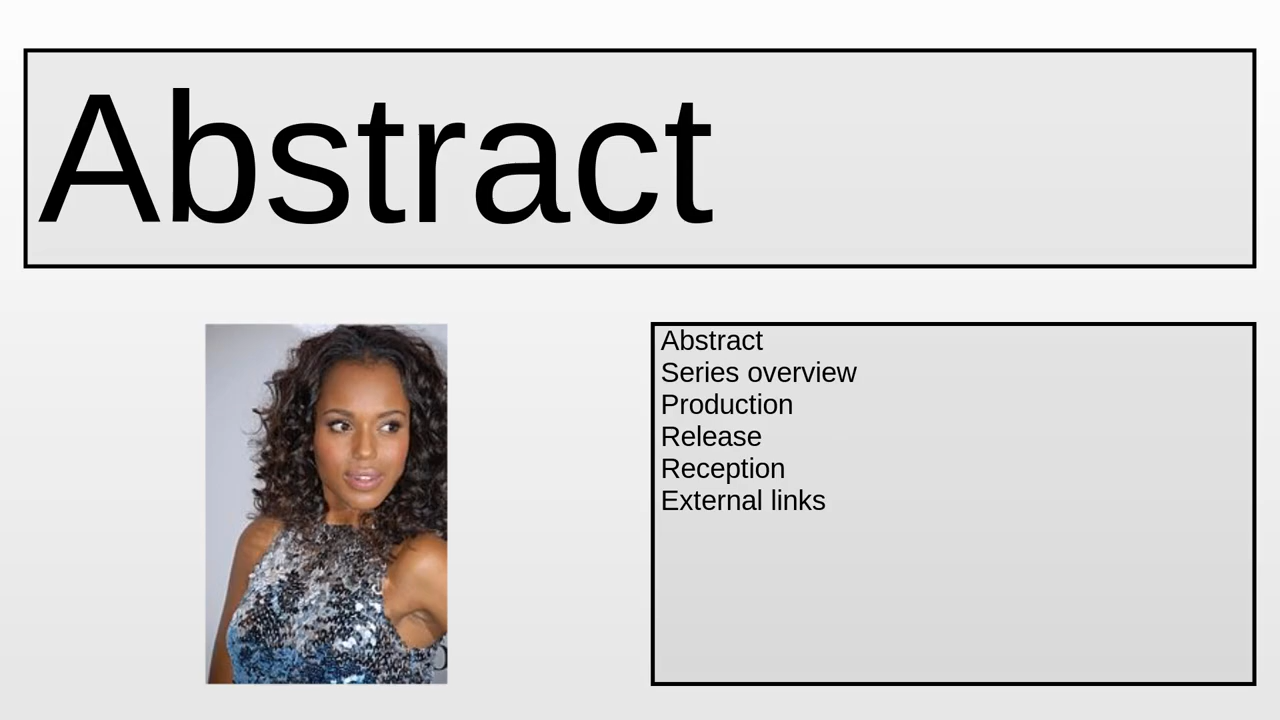 Abstract
Abstract
Series overview
Production
Release
Reception
External links